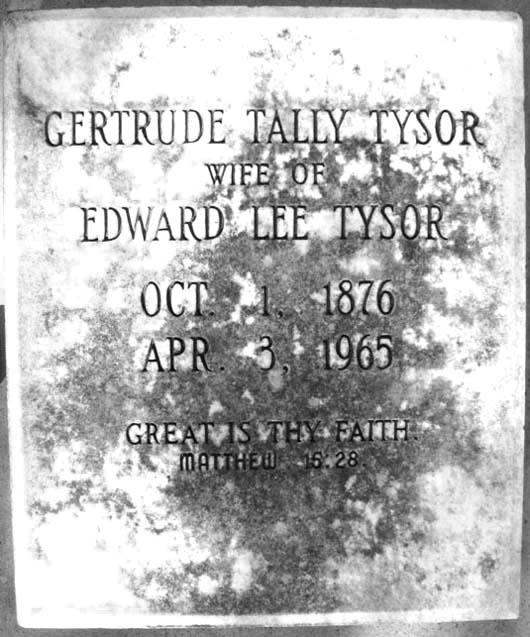 GERTRUDE TALLY TYSOR
WIFE OF
EDWARD LEE TYSOR
OCT. 1, 1876
APR. 3, 1965
GREAT IS THY FAITH.
MATTHEW 15:28.